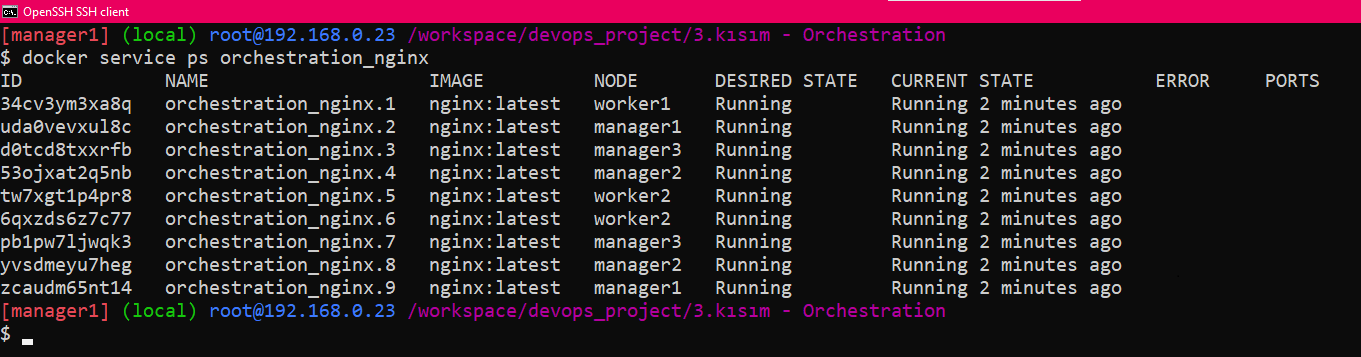 OpenSSH SSH client
[manager1] (local) root@192.168.0.23 /workspace/devops_project/3.kısım - Orchestration
$ docker service ps orchestration_nginx
ID NAME IMAGE NODE DESIRED STATE CURRENT STATE ERROR PORTS
34cv3ym3xa8q orchestration_nginx.1 nginx:latest worker1 Running Running 2 minutes ago
uda0vevxul8c orchestration_nginx.2 nginx:latest manager1 Running Running 2 minutes ago
d0tcd8txxrfb orchestration_nginx.3 nginx:latest manager3 Running Running 2 minutes ago
53ojxat2q5nb orchestration_nginx.4 nginx:latest manager2 Running Running 2 minutes ago
tw7xgt1p4pr8 orchestration_nginx.5 nginx:latest worker2 Running Running 2 minutes ago
6qxzds6z7c77 orchestration_nginx.6 nginx:latest worker2 Running Running 2 minutes ago
pb1pw7ljwqk3 orchestration_nginx.7 nginx:latest manager3 Running Running 2 minutes ago
yvsdmeyu7heg orchestration_nginx.8 nginx:latest manager2 Running Running 2 minutes ago
zcaudm65nt14 orchestration_nginx.9 nginx:latest manager1 Running Running 2 minutes ago
[manager1] (local) root@192.168.0.23 /workspace/devops_project/3.kısım - Orchestration
$